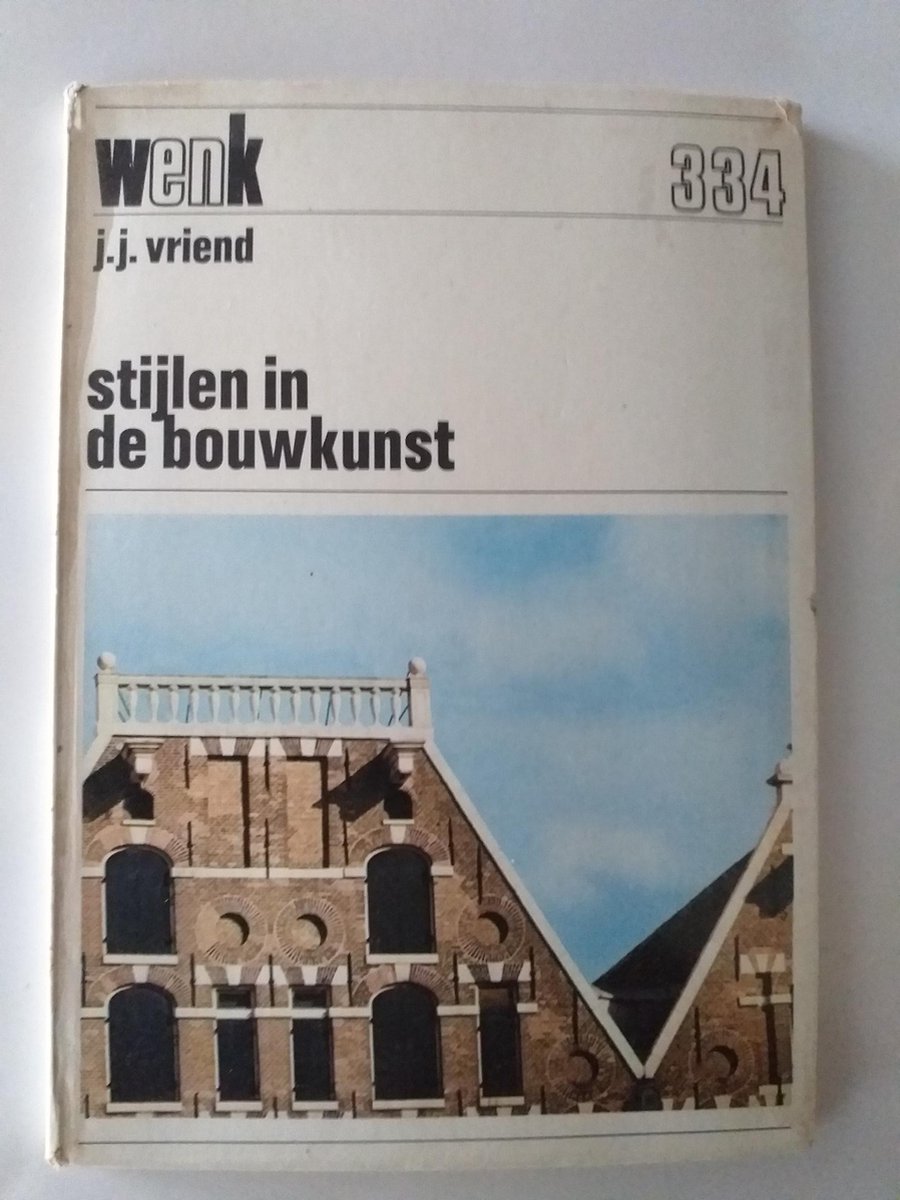 wenk
334
j.j. vriend
stijlen in
de bouwkunst